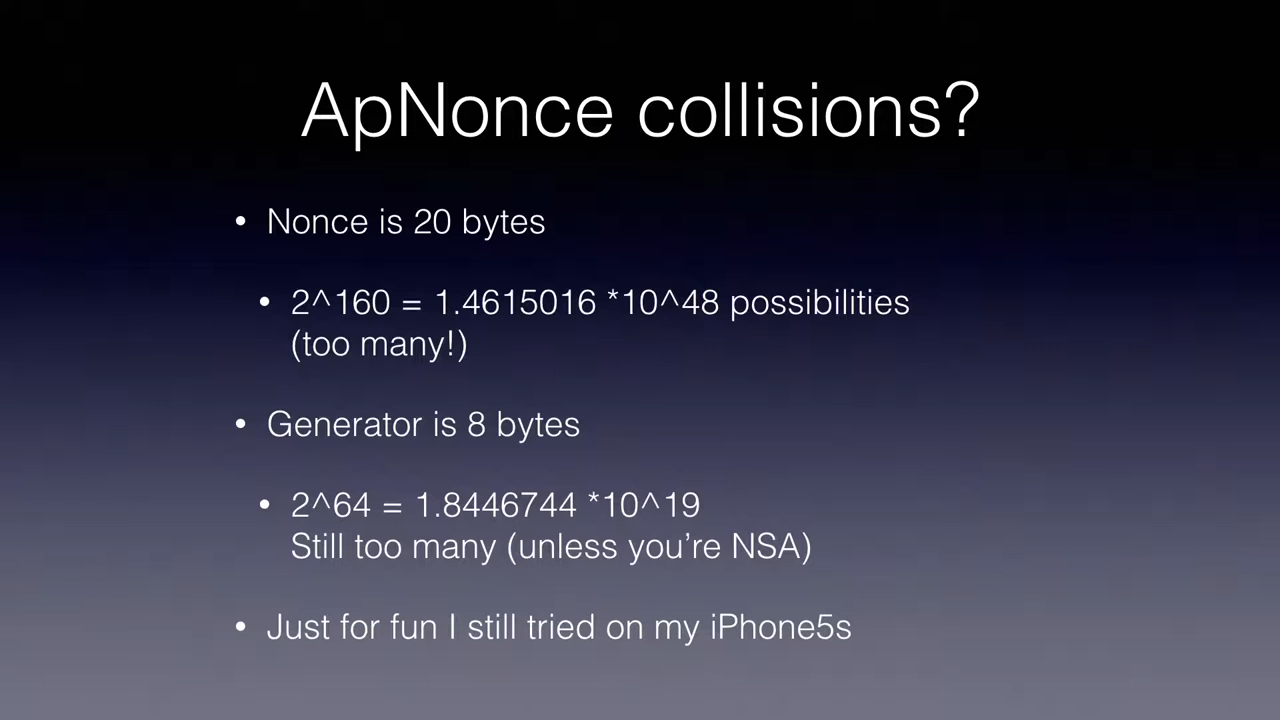 ApNonce collisions?
• Nonce is 20 bytes
• 2^160 = 1.4615016 *10^48 possibilities
(too many!)
• Generator is 8 bytes
• 2^64 = 1.8446744 *10^19
Still too many (unless you’re NSA)
• Just for fun I still tried on my iPhone5s